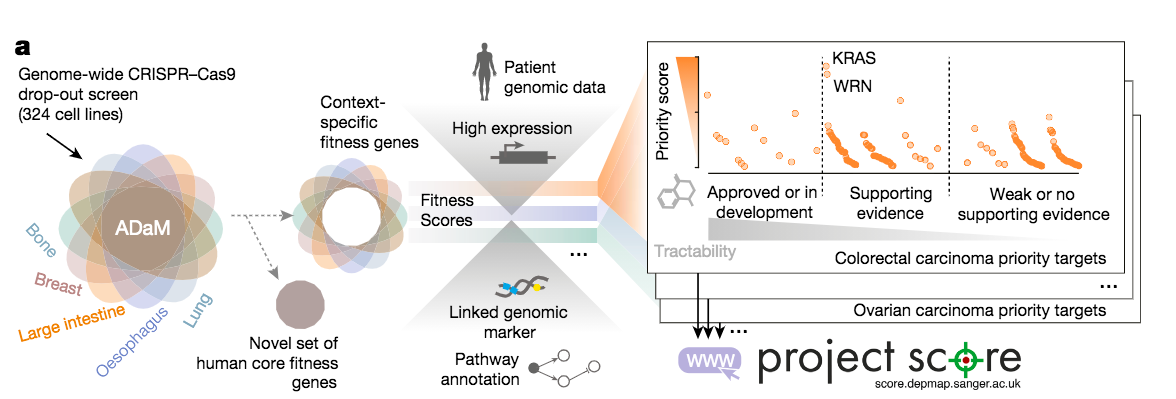 a
Genome-wide CRISPR–Cas9
drop-out screen
(324 cell lines)
ADaM
Bone
Breast
Large intestine
Oesophagus
Lung
Context-
specific
fitness genes
Novel set of
human core fitness
genes
Patient
genomic data
High expression
Fitness
Scores
...
Linked genomic
marker
Pathway
annotation
Priority score
KRAS
WRN
Approved or in
development
Supporting
evidence
Weak or no
supporting evidence
Tractability
Colorectal carcinoma priority targets
...
Ovarian carcinoma priority targets
...
www
project score
score.depmap.sanger.ac.uk